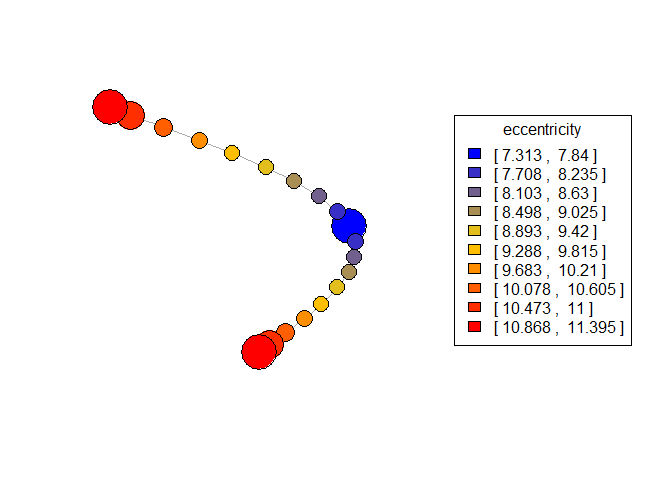 eccentricity
[ 7.313 , 7.84 ]
[ 7.708 , 8.235 ]
[ 8.103 , 8.63 ]
[ 8.498 , 9.025 ]
[ 8.893 , 9.42 ]
[ 9.288 , 9.815 ]
[ 9.683 , 10.21 ]
[ 10.078 , 10.605 ]
[ 10.473 , 11 ]
[ 10.868 , 11.395 ]